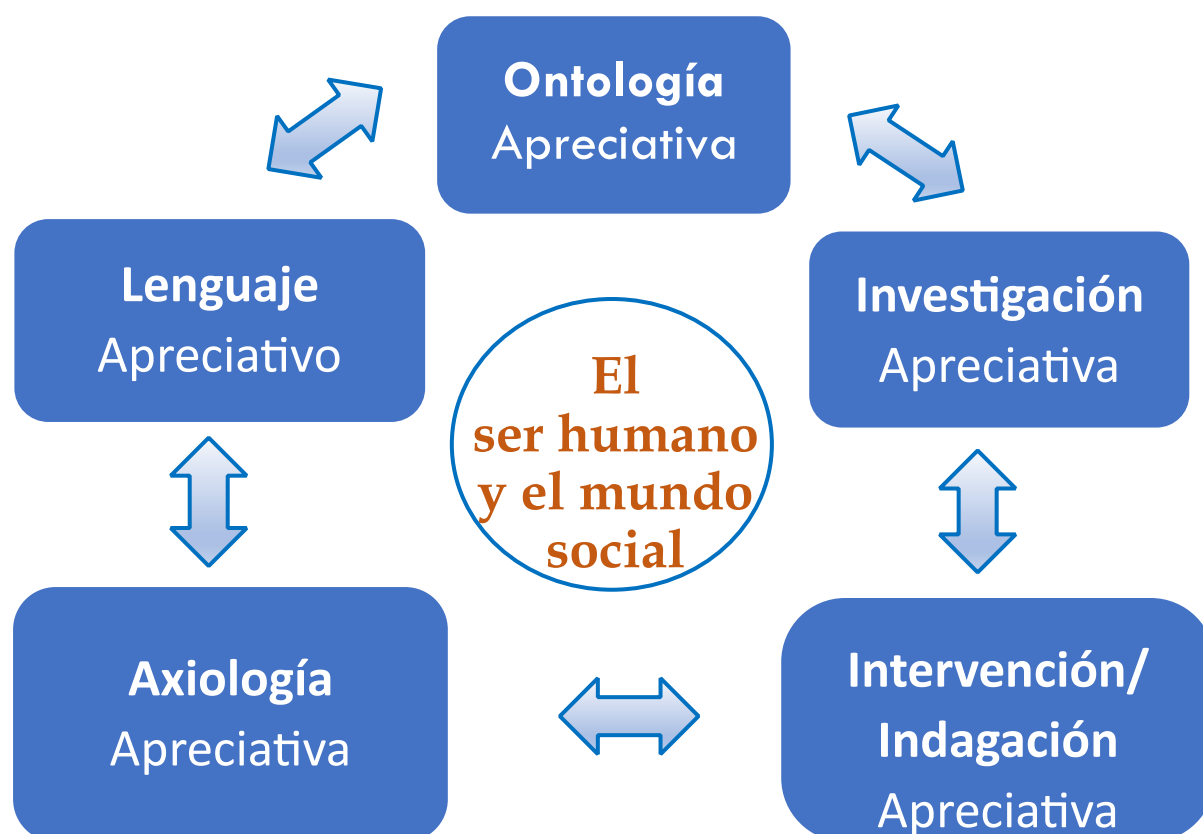 Ontología
Apreciativa
Lenguaje
Apreciativo
Investigación
Apreciativa
El
ser humano
y el mundo
social
Axiología
Apreciativa
Intervención/
Indagación
Apreciativa